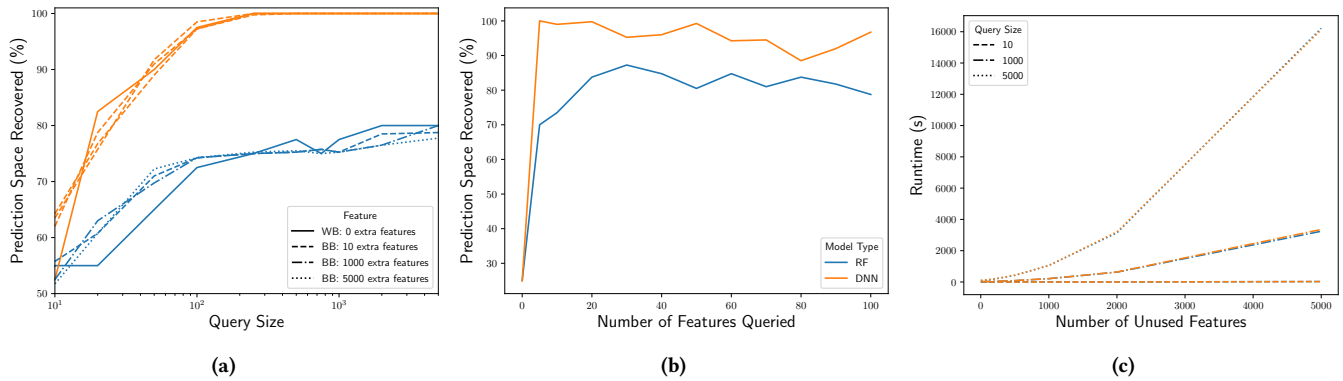 100
90
80
70
60
50
10¹
10²
10³
Prediction Space Recovered (%)
Query Size
Feature
WB: 0 extra features
BB: 10 extra features
BB: 1000 extra features
BB: 5000 extra features
(a)
100
90
80
70
60
50
40
30
0
20
40
60
80
100
Prediction Space Recovered (%)
Number of Features Queried
Model Type
RF
DNN
(b)
16000
14000
12000
10000
8000
6000
4000
2000
0
0
1000
2000
3000
4000
5000
Runtime (s)
Number of Unused Features
Query Size
10
1000
5000
(c)